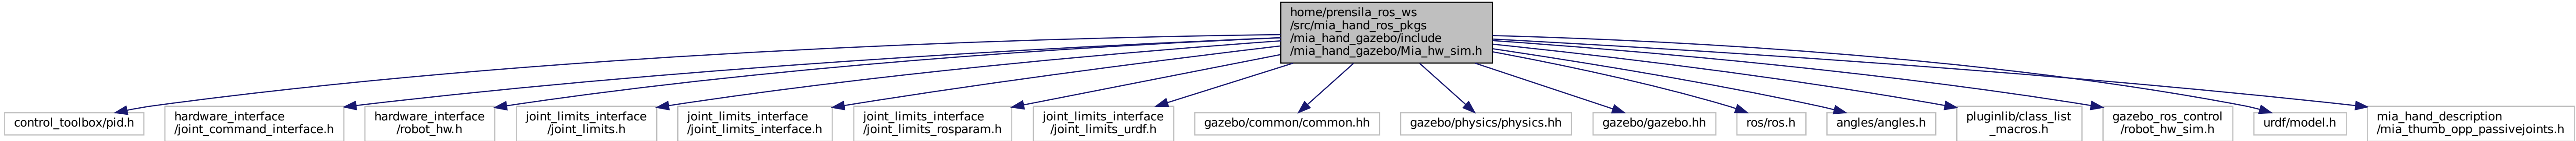 home/prensila_ros_ws
/src/mia_hand_ros_pkgs
/mia_hand_gazebo/include
/mia_hand_gazebo/Mia_hw_sim.h
control_toolbox/pid.h
hardware_interface
/joint_command_interface.h
hardware_interface
/robot_hw.h
joint_limits_interface
/joint_limits.h
joint_limits_interface
/joint_limits_interface.h
joint_limits_interface
/joint_limits_rosparam.h
joint_limits_interface
/joint_limits_urdf.h
gazebo/common/common.hh
gazebo/physics/physics.hh
gazebo/gazebo.hh
ros/ros.h
angles/angles.h
pluginlib/class_list
_macros.h
gazebo_ros_control
/robot_hw_sim.h
urdf/model.h
mia_hand_description
/mia_thumb_opp_passivejoints.h